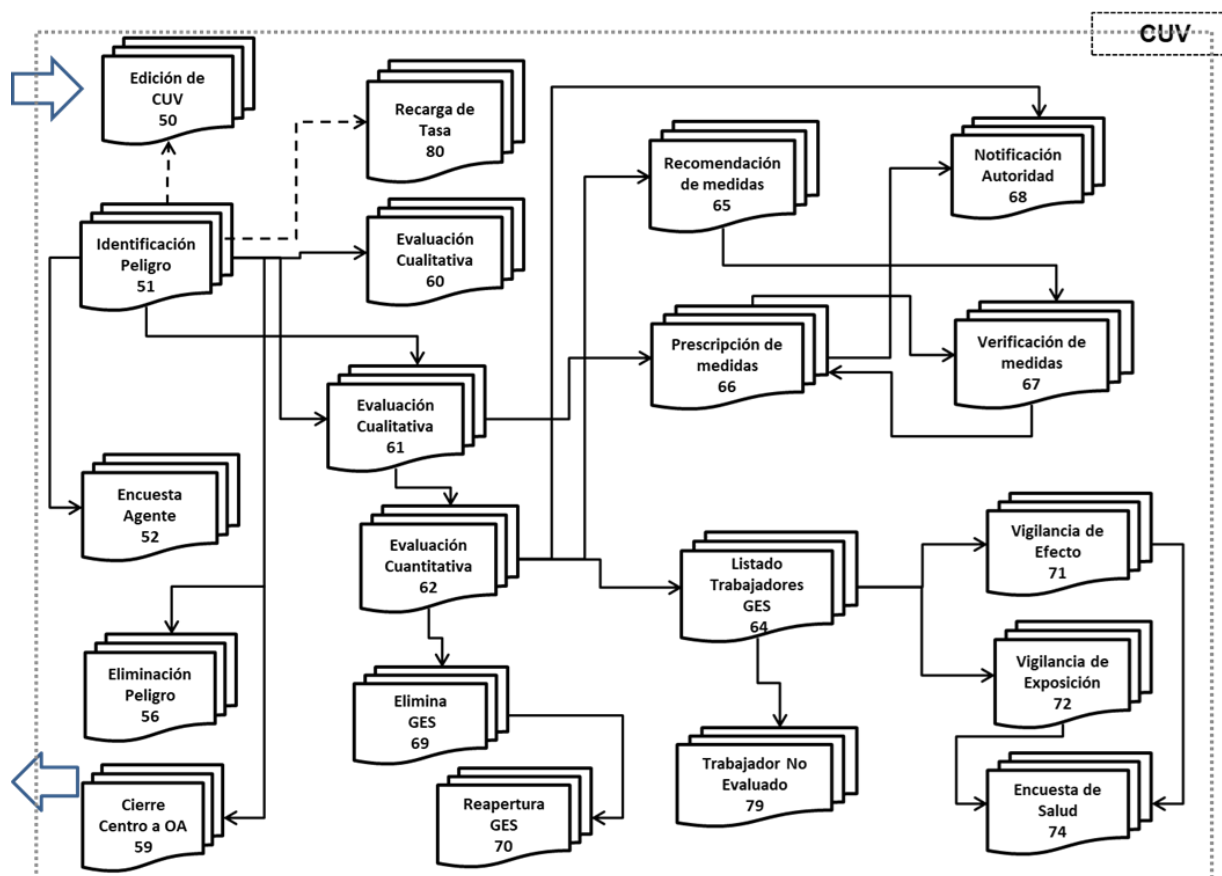 CUV
Edición de
CUV
50
Recarga de
Tasa
80
Recomendación
de medidas
65
Notificación
Autoridad
68
Identificación
Peligro
51
Evaluación
Cualitativa
60
Prescripción de
medidas
66
Verificación de
medidas
67
Evaluación
Cualitativa
61
Encuesta
Agente
52
Evaluación
Cuantitativa
62
Listado
Trabajadores
GES
64
Vigilancia de
Efecto
71
Eliminación
Peligro
56
Elimina
GES
69
Vigilancia de
Exposición
72
Trabajador No
Evaluado
79
Cierre
Centro a OA
59
Reapertura
GES
70
Encuesta de
Salud
74